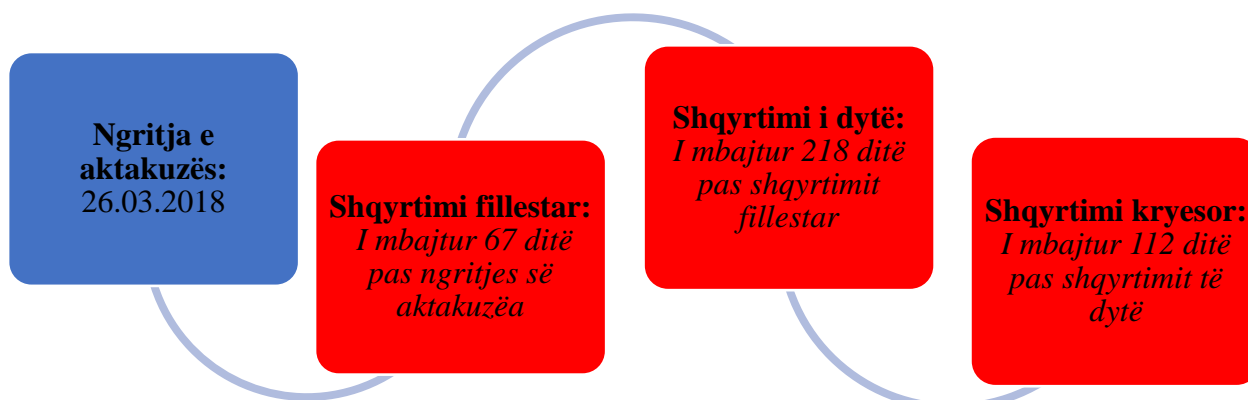 Ngritja e
aktakuzës:
26.03.2018
Shqyrtimi fillestar:
I mbajtur 67 ditë
pas ngritjes së
aktakuzëa
Shqyrtimi i dytë:
I mbajtur 218 ditë
pas shqyrtimit
fillestar
Shqyrtimi kryesor:
I mbajtur 112 ditë
pas shqyrtimit të
dytë